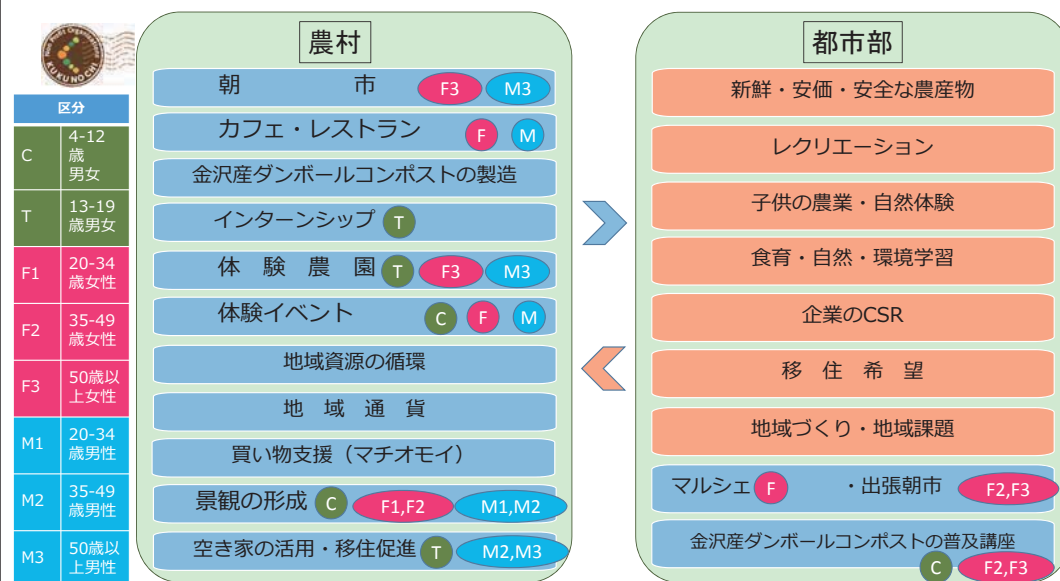 Non Profit Organization
KUKUNOCHI
区分
C 4-12
歳
男女
T 13-19
歳男女
F1 20-34
歳女性
F2 35-49
歳女性
F3 50歳以
上女性
M1 20-34
歳男性
M2 35-49
歳男性
M3 50歳以
上男性
農村
朝 市 F3 M3
カフェ・レストラン F M
金沢産ダンボールコンポストの製造
インターンシップ T
体 験 農 園 T F3 M3
体験イベント C F M
地域資源の循環
地 域 通 貨
買い物支援（マチオモイ）
景観の形成 C F1,F2 M1,M2
空き家の活用・移住促進 T M2,M3
都市部
新鮮・安価・安全な農産物
レクリエーション
子供の農業・自然体験
食育・自然・環境学習
企業のCSR
移 住 希 望
地域づくり・地域課題
マルシェ F ・出張朝市 F2,F3
金沢産ダンボールコンポストの普及講座
C F2,F3